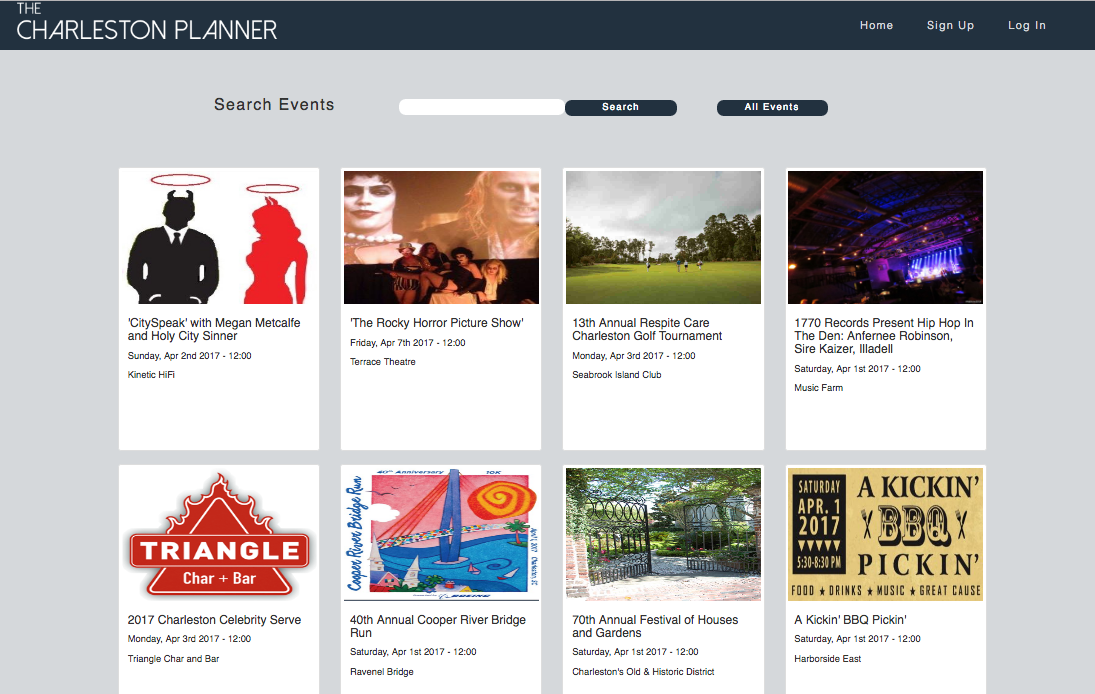 THE
CHARLESTON PLANNER
Home
Sign Up
Log In
Search Events
Search
All Events
'CitySpeak' with Megan Metcalfe
and Holy City Sinner
Sunday, Apr 2nd 2017 - 12:00
Kinetic HiFi
'The Rocky Horror Picture Show'
Friday, Apr 7th 2017 - 12:00
Terrace Theatre
13th Annual Respite Care
Charleston Golf Tournament
Monday, Apr 3rd 2017 - 12:00
Seabrook Island Club
1770 Records Present Hip Hop In
The Den: Anfernee Robinson,
Sire Kaizer, Illadell
Saturday, Apr 1st 2017 - 12:00
Music Farm
TRIANGLE
Char + Bar
2017 Charleston Celebrity Serve
Monday, Apr 3rd 2017 - 12:00
Triangle Char and Bar
40th Anniversary 10K
Cooper River Bridge Run
BOEING
40th Annual Cooper River Bridge
Run
Saturday, Apr 1st 2017 - 12:00
Ravenel Bridge
70th Annual Festival of Houses
and Gardens
Saturday, Apr 1st 2017 - 12:00
Charleston's Old & Historic District
SATURDAY
APR. 1
2017
5:30-8:30 PM
A KICKIN'
BBQ
PICKIN'
FOOD ★ DRINKS ★ MUSIC ★ GREAT CAUSE
A Kickin' BBQ Pickin'
Saturday, Apr 1st 2017 - 12:00
Harborside East